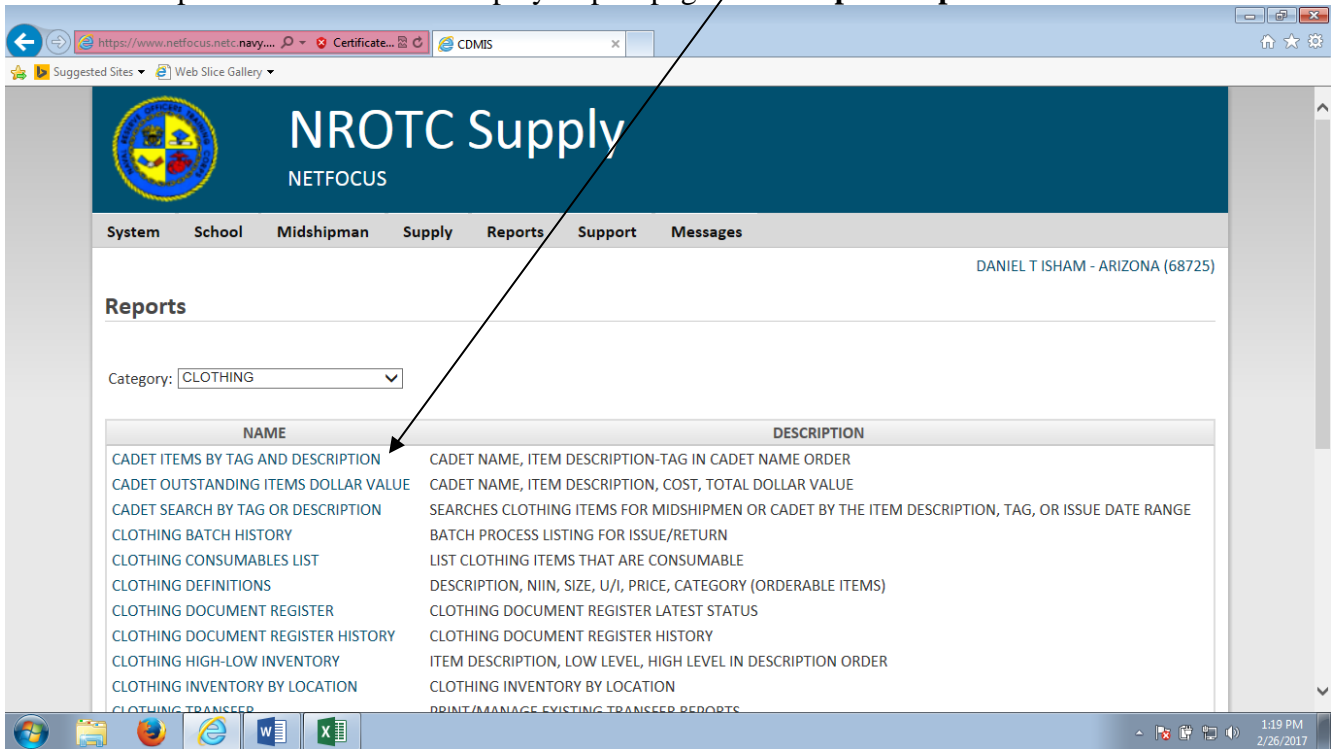 https://www.netfocus.netc.navy.... Certificate... CDMIS
Suggested Sites Web Slice Gallery
NROTC Supply
NETFOCUS
System School Midshipman Supply Reports Support Messages
DANIEL T ISHAM - ARIZONA (68725)
Reports
Category: CLOTHING
NAME DESCRIPTION
CADET ITEMS BY TAG AND DESCRIPTION CADET NAME, ITEM DESCRIPTION-TAG IN CADET NAME ORDER
CADET OUTSTANDING ITEMS DOLLAR VALUE CADET NAME, ITEM DESCRIPTION, COST, TOTAL DOLLAR VALUE
CADET SEARCH BY TAG OR DESCRIPTION SEARCHES CLOTHING ITEMS FOR MIDSHIPMEN OR CADET BY THE ITEM DESCRIPTION, TAG, OR ISSUE DATE RANGE
CLOTHING BATCH HISTORY BATCH PROCESS LISTING FOR ISSUE/RETURN
CLOTHING CONSUMABLES LIST LIST CLOTHING ITEMS THAT ARE CONSUMABLE
CLOTHING DEFINITIONS DESCRIPTION, NIIN, SIZE, U/I, PRICE, CATEGORY (ORDERABLE ITEMS)
CLOTHING DOCUMENT REGISTER CLOTHING DOCUMENT REGISTER LATEST STATUS
CLOTHING DOCUMENT REGISTER HISTORY CLOTHING DOCUMENT REGISTER HISTORY
CLOTHING HIGH-LOW INVENTORY ITEM DESCRIPTION, LOW LEVEL, HIGH LEVEL IN DESCRIPTION ORDER
CLOTHING INVENTORY BY LOCATION CLOTHING INVENTORY BY LOCATION
CLOTHING TRANSFER PRINT/MANAGE EXISTING TRANSFER REPORTS
1:19 PM
2/26/2017